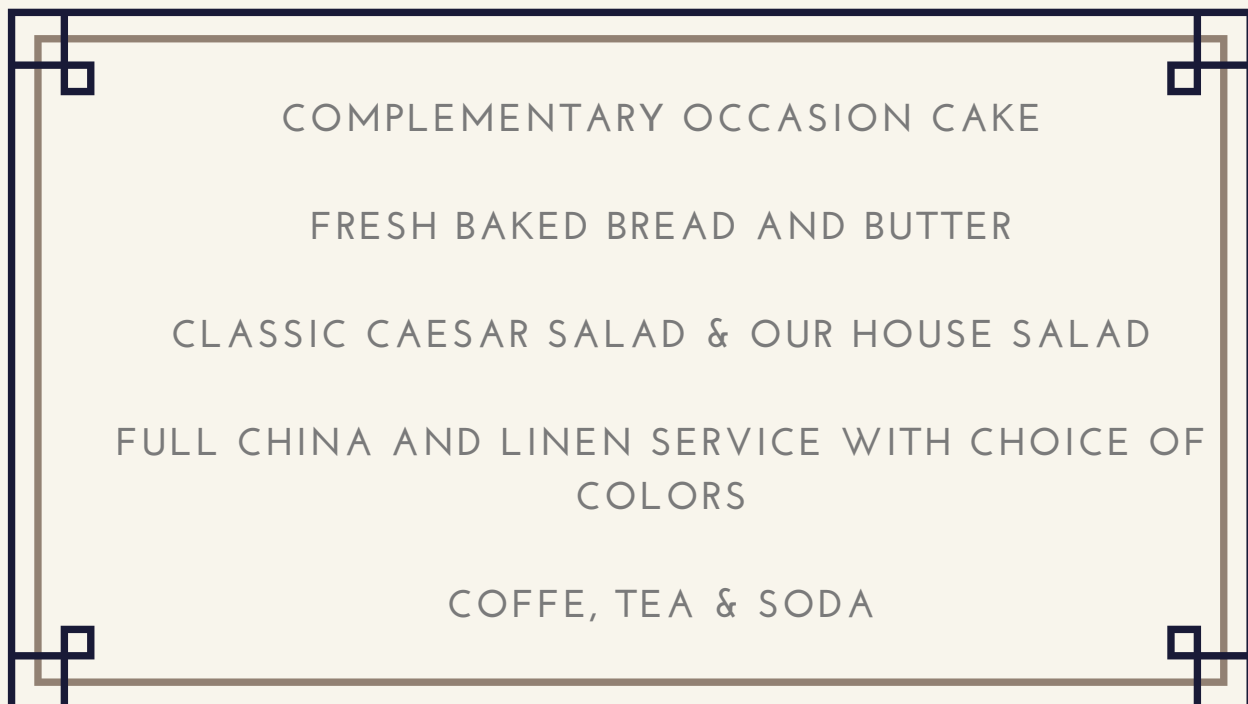 COMPLEMENTARY OCCASION CAKE
FRESH BAKED BREAD AND BUTTER
CLASSIC CAESAR SALAD & OUR HOUSE SALAD
FULL CHINA AND LINEN SERVICE WITH CHOICE OF
COLORS
COFFE, TEA & SODA